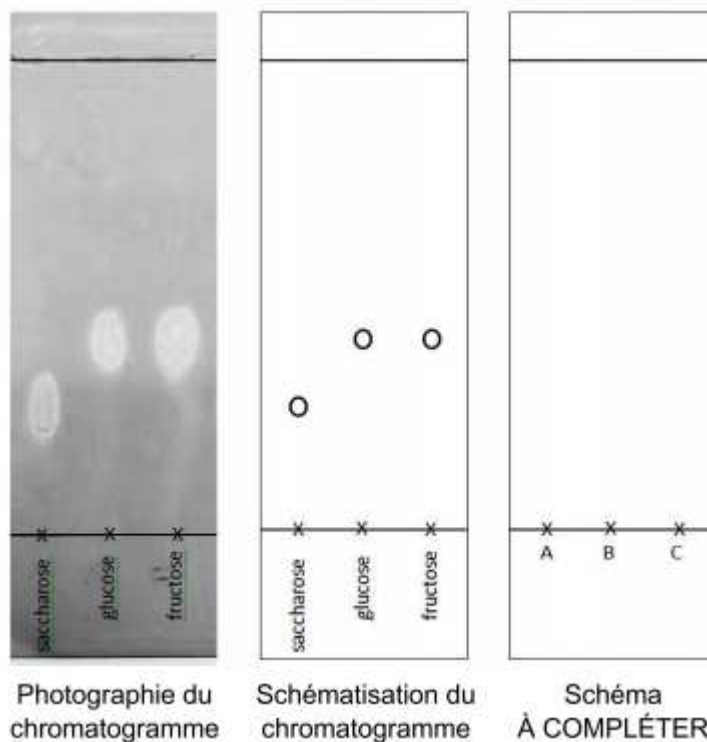 x x x
saccharose
glucose
fructose
Photographie du
chromatogramme
x x x
saccharose
glucose
fructose
Schématisation du
chromatogramme
x x x
A B C
Schéma
À COMPLÉTER